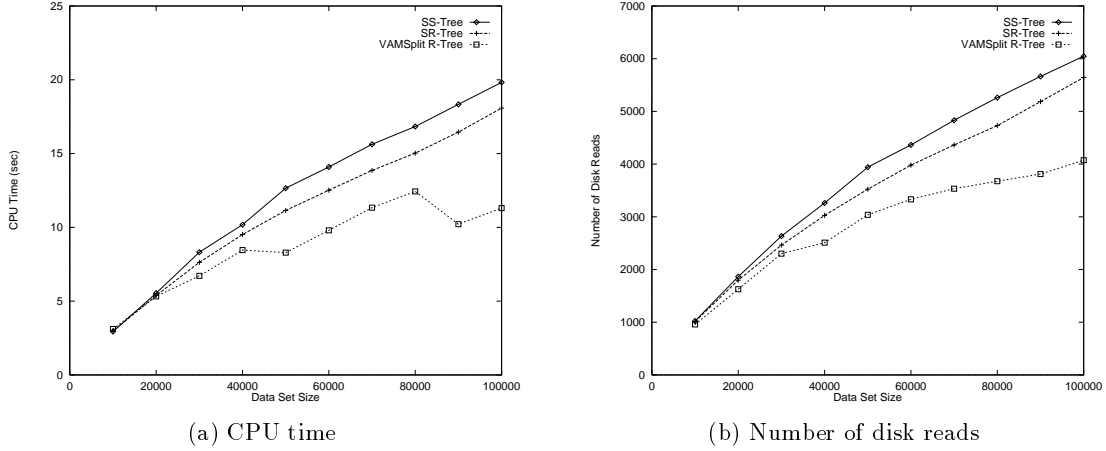 25
20
15
10
5
0
CPU Time (sec)
SS-Tree
SR-Tree
VAMSplit R-Tree
0 20000 40000 60000 80000 100000
Data Set Size
(a) CPU time
7000
6000
5000
4000
3000
2000
1000
0
Number of Disk Reads
SS-Tree
SR-Tree
VAMSplit R-Tree
0 20000 40000 60000 80000 100000
Data Set Size
(b) Number of disk reads